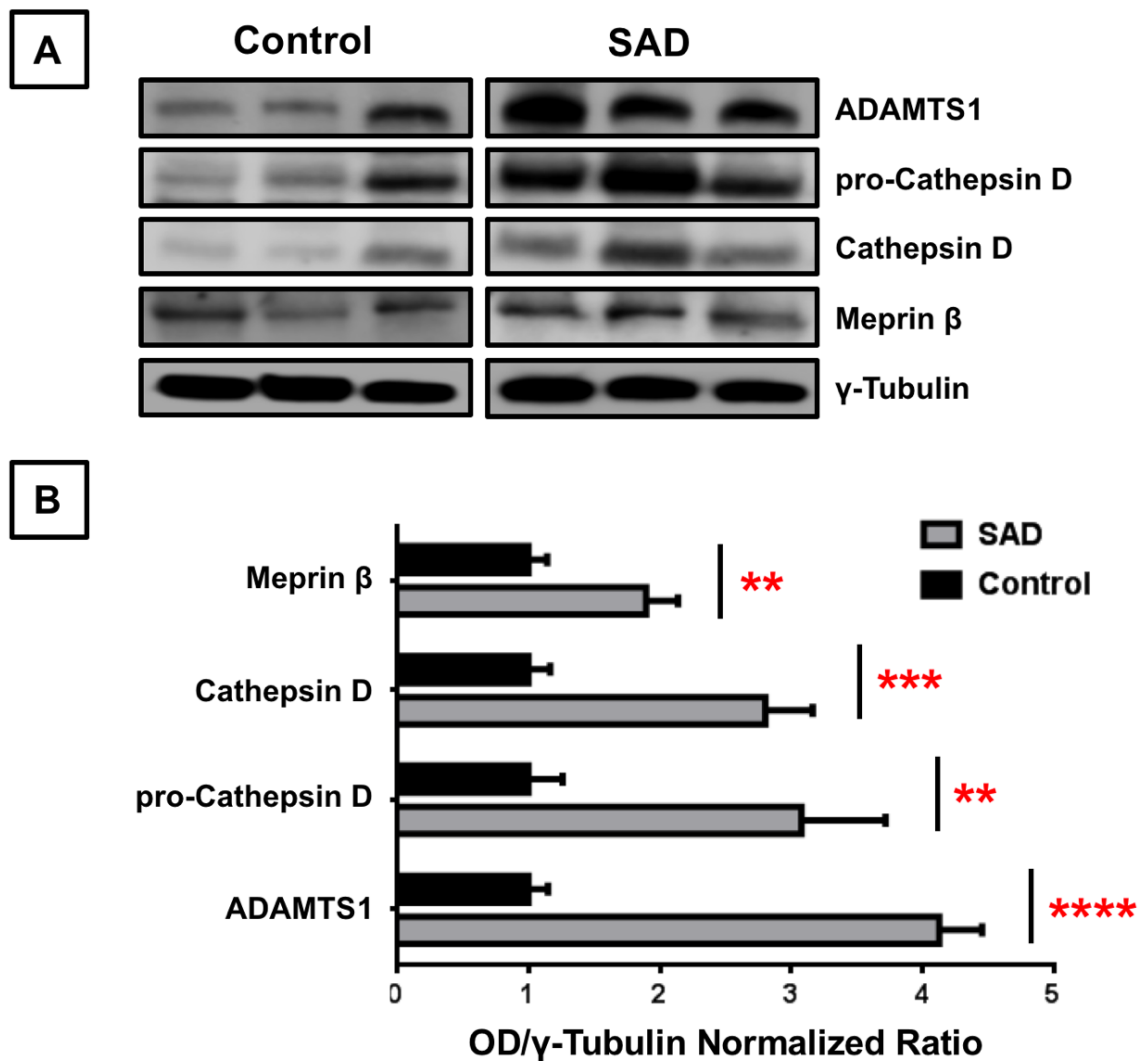 A
Control
SAD
ADAMTS1
pro-Cathepsin D
Cathepsin D
Meprin β
γ-Tubulin
B
SAD
Control
Meprin β
**
Cathepsin D
***
pro-Cathepsin D
**
ADAMTS1
****
0 1 2 3 4 5
OD/γ-Tubulin Normalized Ratio